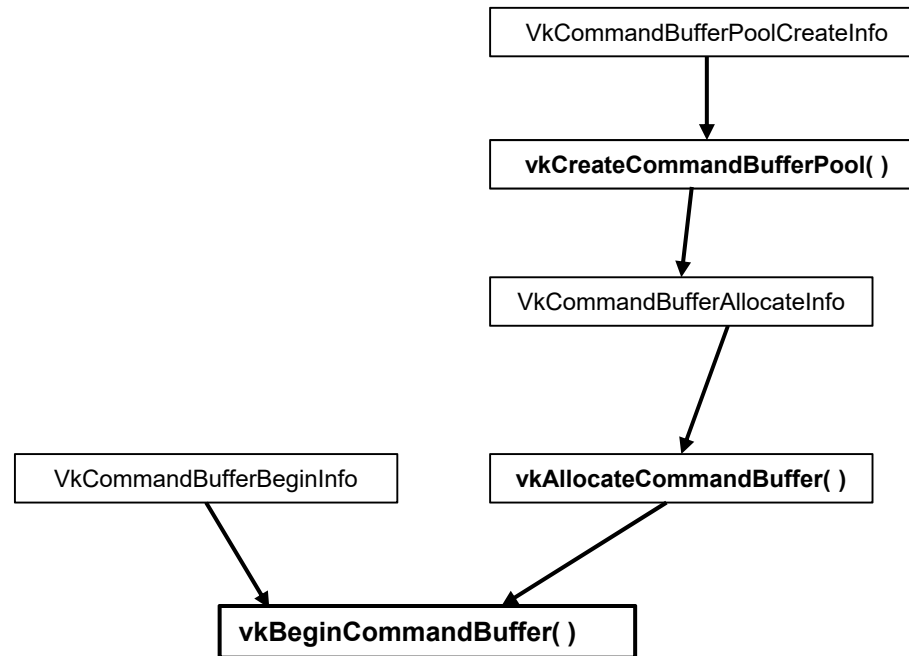 VkCommandBufferPoolCreateInfo
vkCreateCommandBufferPool( )
VkCommandBufferAllocateInfo
VkCommandBufferBeginInfo
vkAllocateCommandBuffer( )
vkBeginCommandBuffer( )